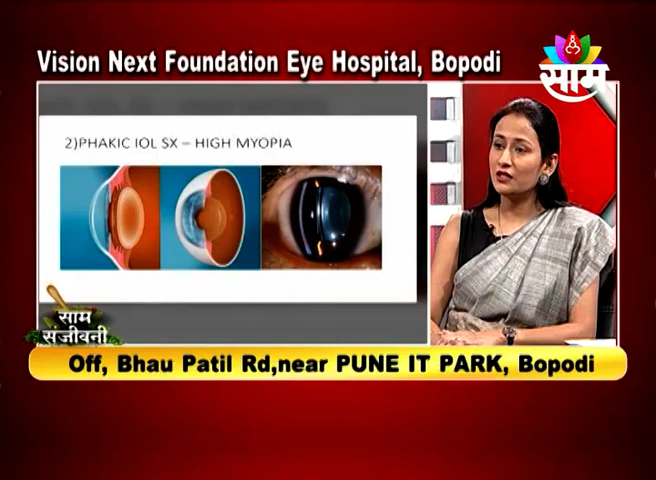 Vision Next Foundation Eye Hospital, Bopodi
साम
2)PHAKIC IOL SX – HIGH MYOPIA
साम
संजीवनी
Off, Bhau Patil Rd,near PUNE IT PARK, Bopodi